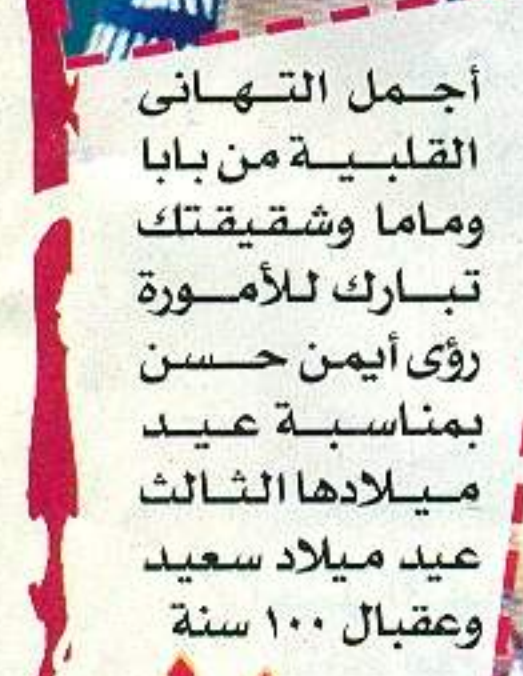 أجمل التهانى
القلبية من بابا
وماما وشقيقتك
تبارك للأمورة
رؤى أيمن حسن
بمناسبة عيد
ميلادها الثالث
عيد ميلاد سعيد
وعقبال ١٠٠ سنة